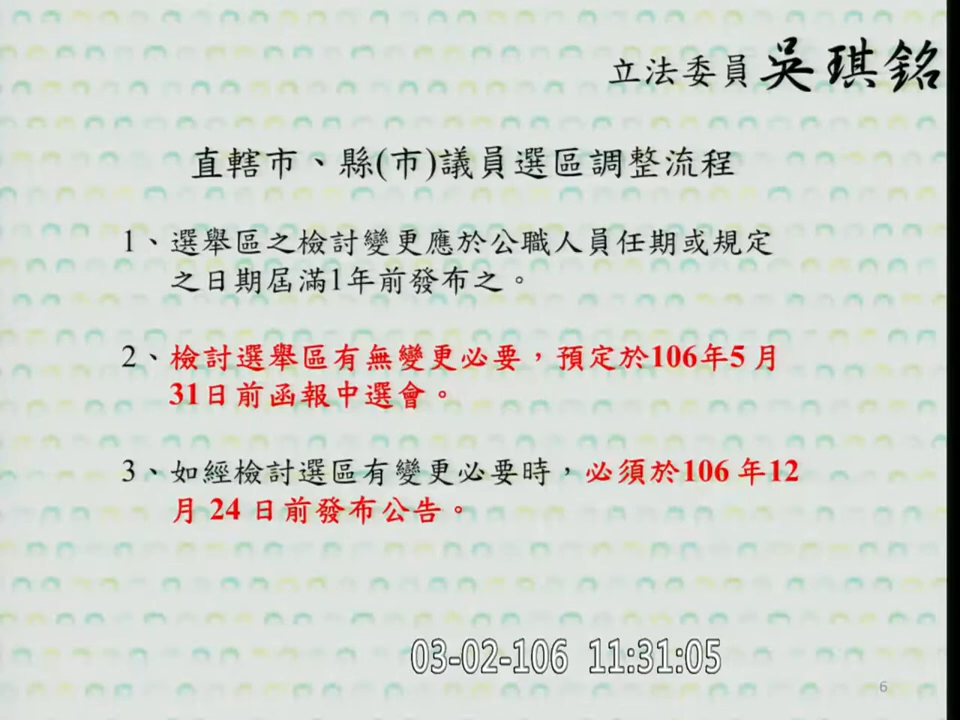 立法委員吳琪銘
直轄市、縣(市)議員選區調整流程
1、選舉區之檢討變更應於公職人員任期或規定
之日期屆滿1年前發布之。
2、檢討選舉區有無變更必要，預定於106年5月
31日前函報中選會。
3、如經檢討選區有變更必要時，必須於106年12
月24日前發布公告。
03-02-106 11:31:05
6